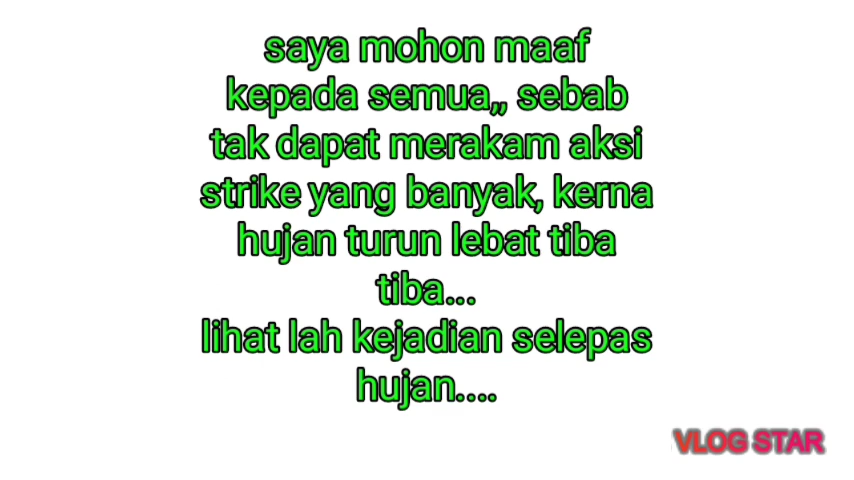 saya mohon maaf
kepada semua,, sebab
tak dapat merakam aksi
strike yang banyak, kerna
hujan turun lebat tiba
tiba...
lihat lah kejadian selepas
hujan....
VLOG STAR